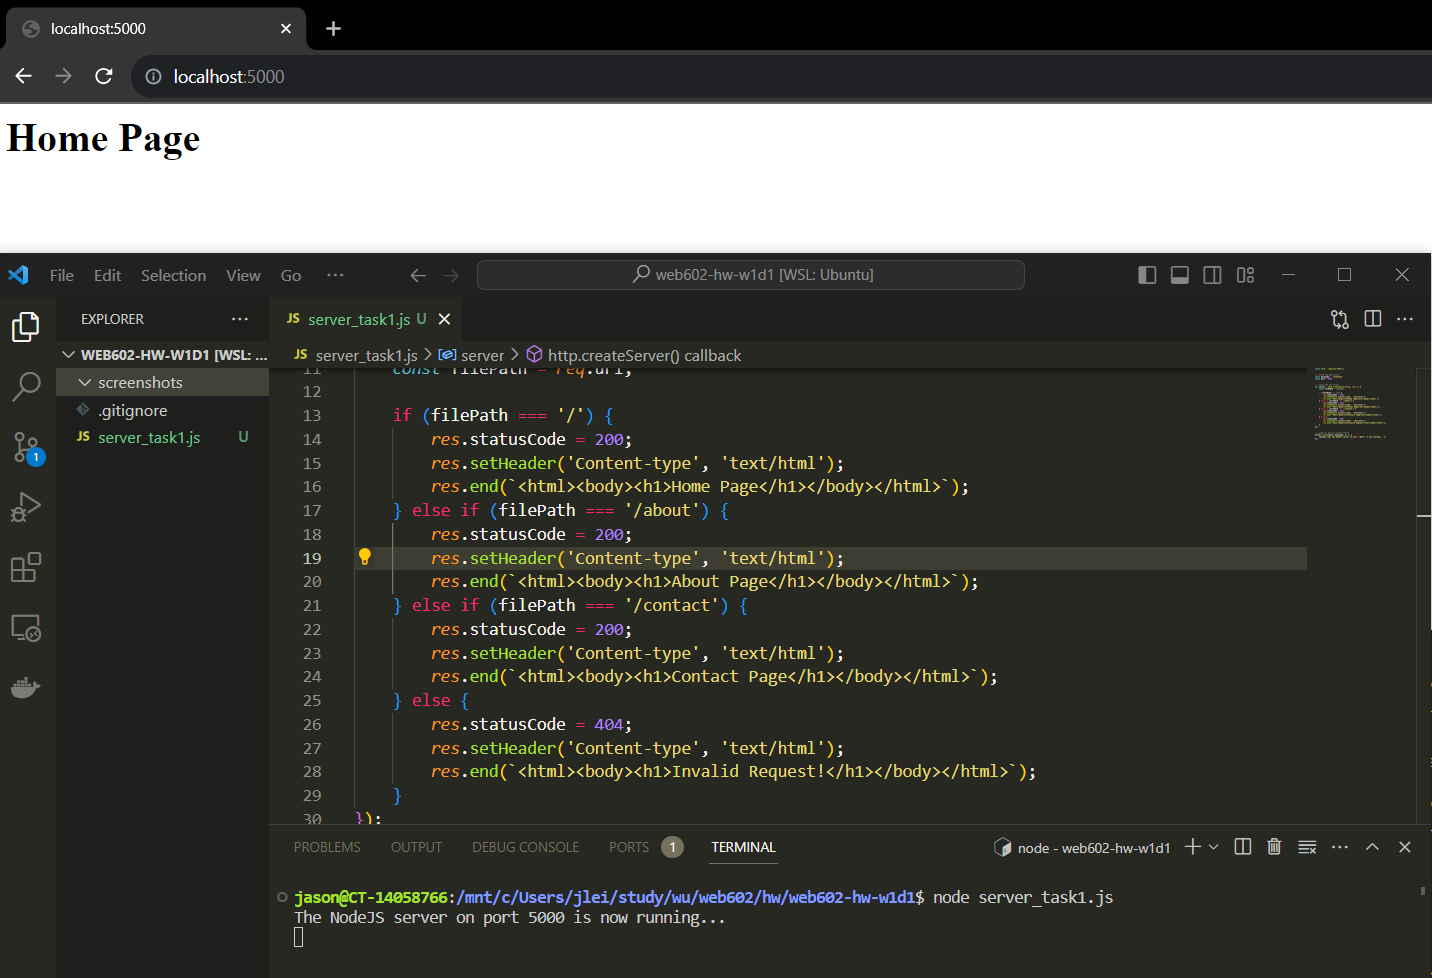 localhost:5000
localhost:5000
Home Page
File Edit Selection View Go ··· web602-hw-w1d1 [WSL: Ubuntu]
EXPLORER ···
WEB602-HW-W1D1 [WSL: ...
screenshots
.gitignore
JS server_task1.js U
JS server_task1.js U
JS server_task1.js > server > http.createServer() callback
11 const filePath = req.url;
12
13 if (filePath === '/') {
14 res.statusCode = 200;
15 res.setHeader('Content-type', 'text/html');
16 res.end(`<html><body><h1>Home Page</h1></body></html>`);
17 } else if (filePath === '/about') {
18 res.statusCode = 200;
19 res.setHeader('Content-type', 'text/html');
20 res.end(`<html><body><h1>About Page</h1></body></html>`);
21 } else if (filePath === '/contact') {
22 res.statusCode = 200;
23 res.setHeader('Content-type', 'text/html');
24 res.end(`<html><body><h1>Contact Page</h1></body></html>`);
25 } else {
26 res.statusCode = 404;
27 res.setHeader('Content-type', 'text/html');
28 res.end(`<html><body><h1>Invalid Request!</h1></body></html>`);
29 }
30 });
1
PROBLEMS OUTPUT DEBUG CONSOLE PORTS 1 TERMINAL node - web602-hw-w1d1
jason@CT-14058766:/mnt/c/Users/jlei/study/wu/web602/hw/web602-hw-w1d1$ node server_task1.js
The NodeJS server on port 5000 is now running...